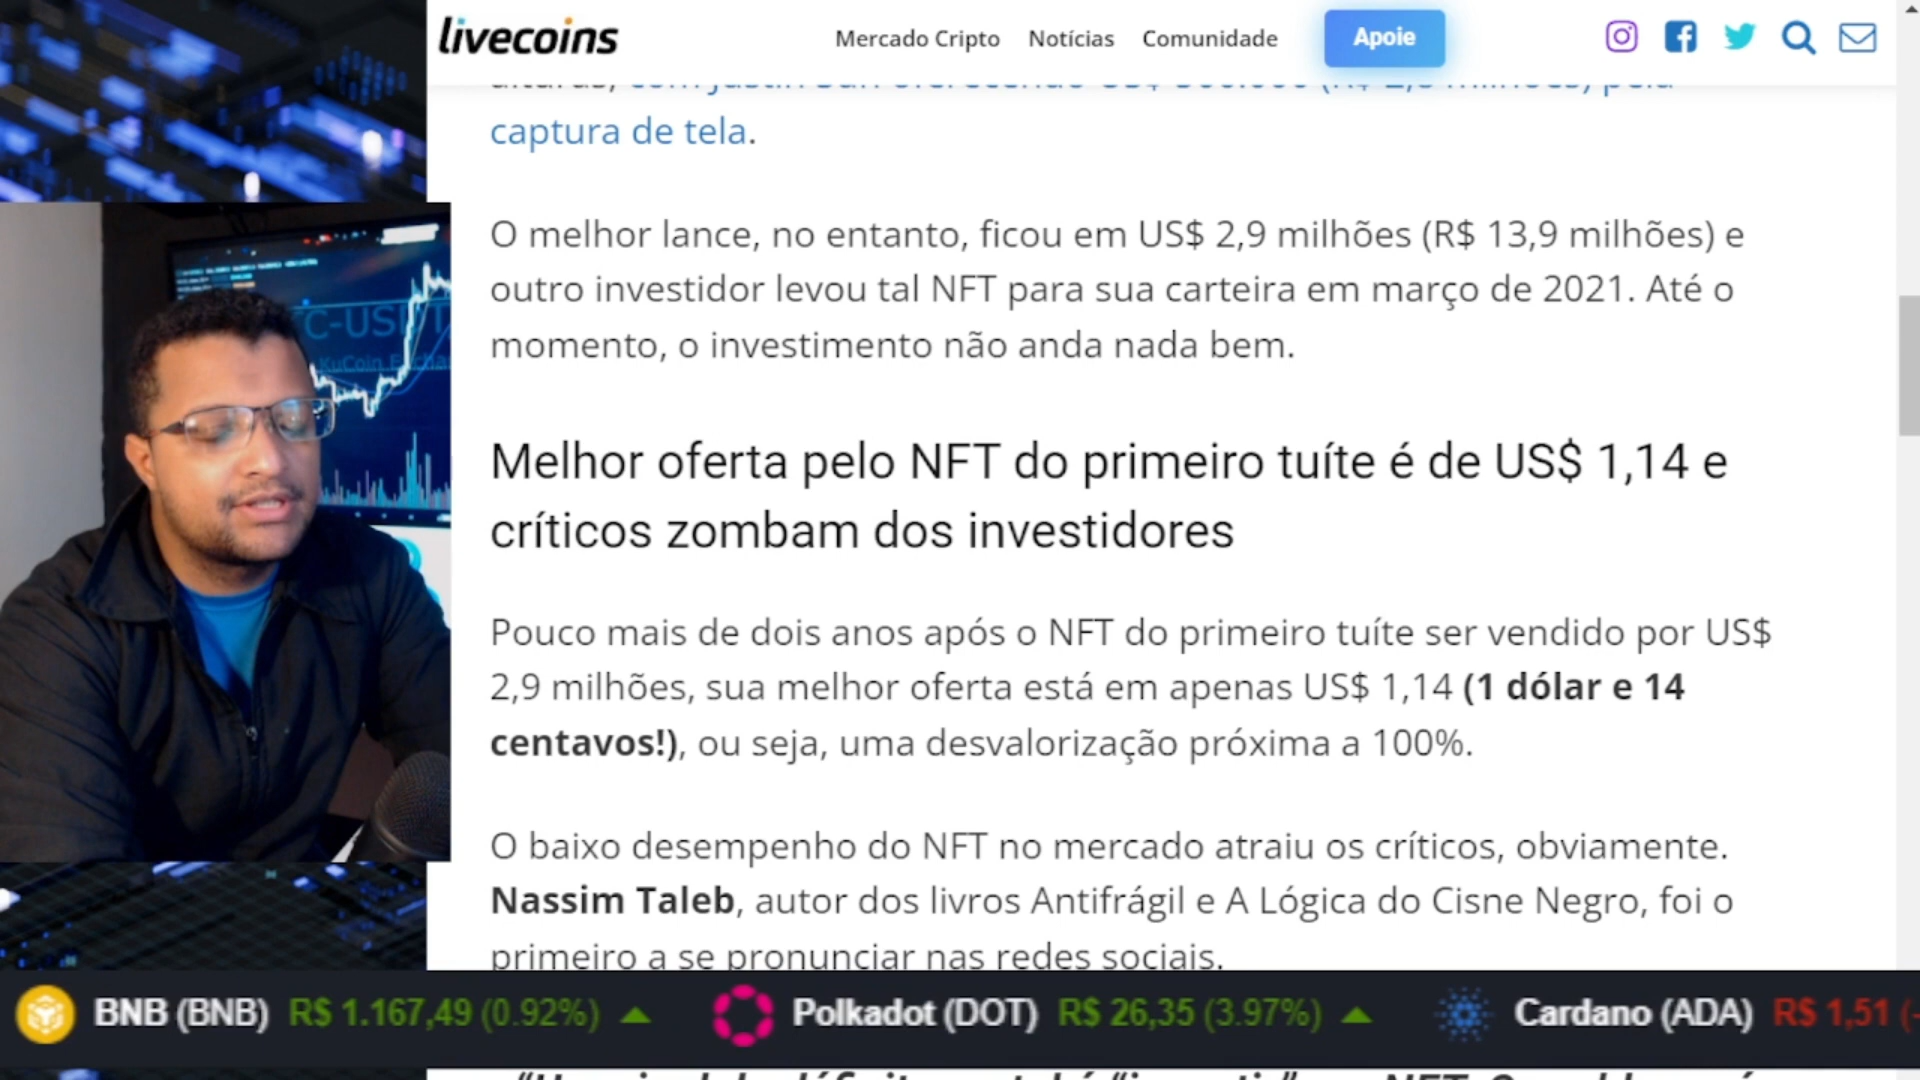 livecoins
Mercado Cripto Notícias Comunidade Apoie
captura de tela.
O melhor lance, no entanto, ficou em US$ 2,9 milhões (R$ 13,9 milhões) e
outro investidor levou tal NFT para sua carteira em março de 2021. Até o
momento, o investimento não anda nada bem.
Melhor oferta pelo NFT do primeiro tuíte é de US$ 1,14 e
críticos zombam dos investidores
Pouco mais de dois anos após o NFT do primeiro tuíte ser vendido por US$
2,9 milhões, sua melhor oferta está em apenas US$ 1,14 (1 dólar e 14
centavos!), ou seja, uma desvalorização próxima a 100%.
O baixo desempenho do NFT no mercado atraiu os críticos, obviamente.
Nassim Taleb, autor dos livros Antifrágil e A Lógica do Cisne Negro, foi o
primeiro a se pronunciar nas redes sociais.
BNB (BNB) R$ 1.167,49 (0.92%) Polkadot (DOT) R$ 26,35 (3.97%) Cardano (ADA) R$ 1,51 (-